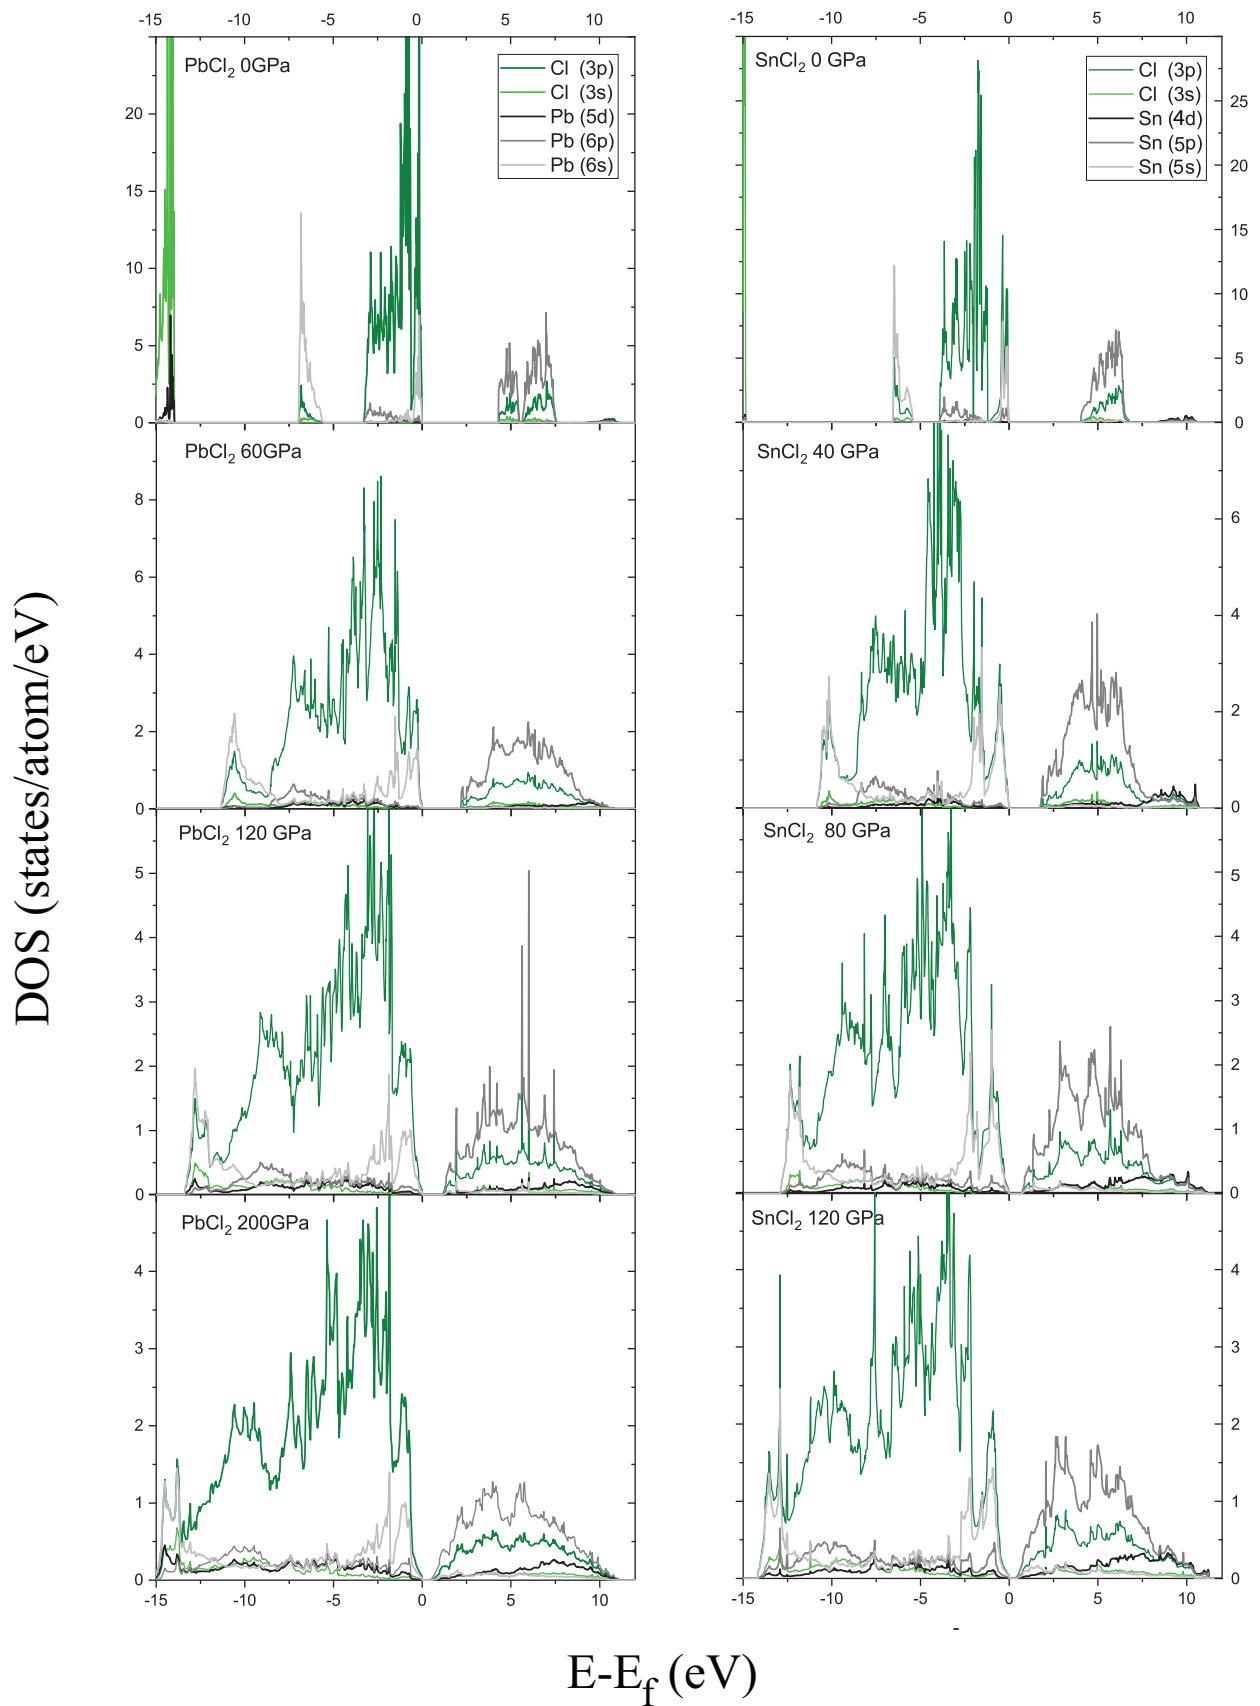 -15 -10 -5 0 5 10
-15 -10 -5 0 5 10
PbCl2 0GPa
Cl (3p)
Cl (3s)
Pb (5d)
Pb (6p)
Pb (6s)
20
15
10
5
0
SnCl2 0 GPa
Cl (3p)
Cl (3s)
Sn (4d)
Sn (5p)
Sn (5s)
25
20
15
10
5
0
PbCl2 60GPa
8
6
4
2
0
SnCl2 40 GPa
6
4
2
0
PbCl2 120 GPa
5
4
3
2
1
0
SnCl2 80 GPa
5
4
3
2
1
0
PbCl2 200GPa
4
3
2
1
0
SnCl2 120 GPa
4
3
2
1
0
-15 -10 -5 0 5 10
-15 -10 -5 0 5 10
-
DOS (states/atom/eV)
E-Ef (eV)